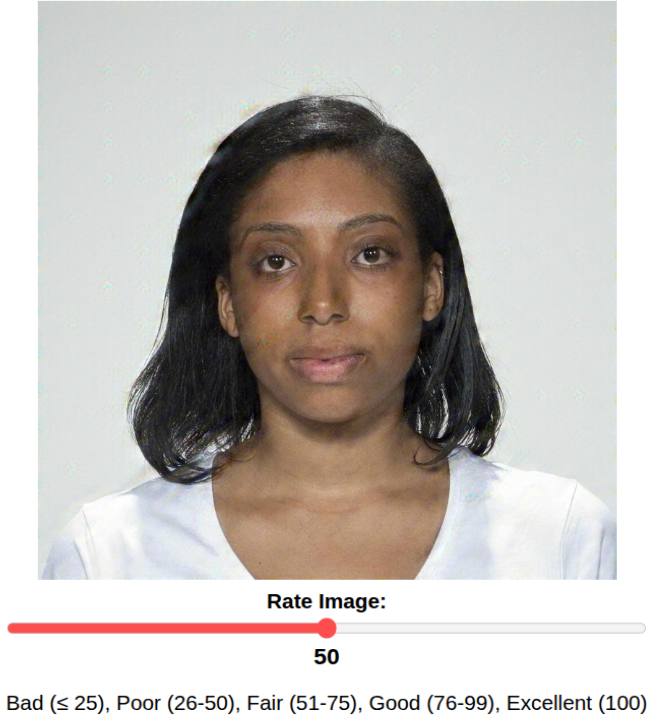 Rate Image:
50
Bad (≤ 25), Poor (26-50), Fair (51-75), Good (76-99), Excellent (100)